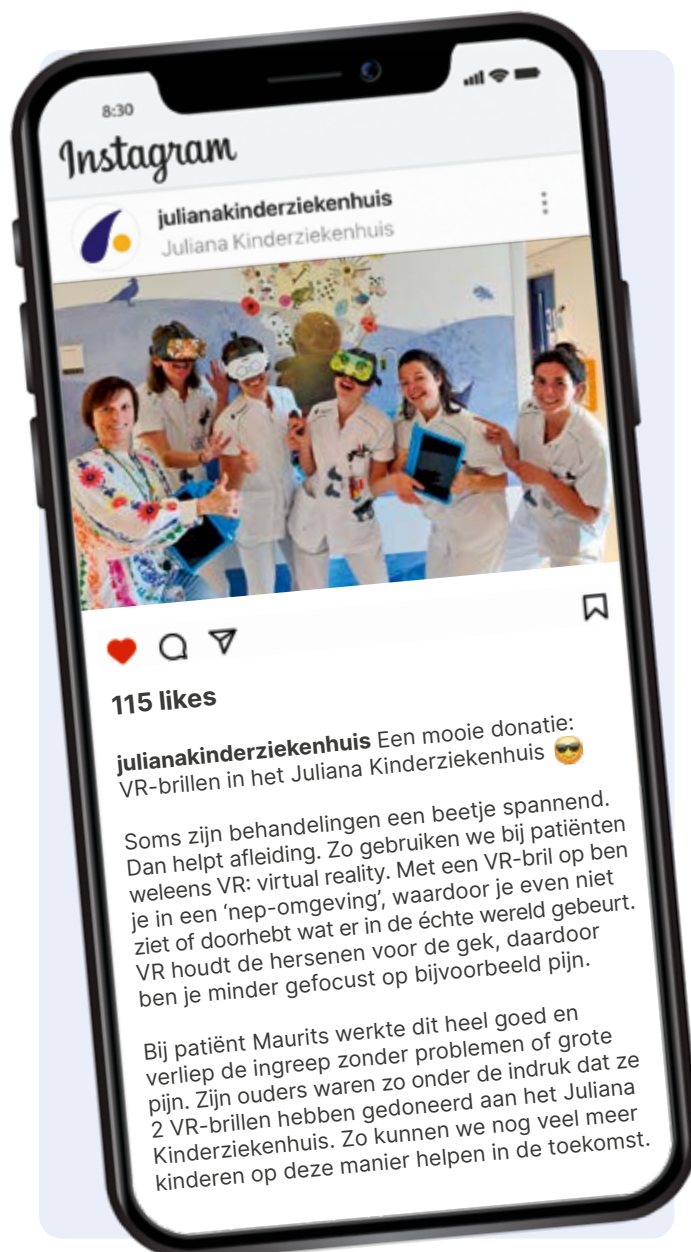 8:30
Instagram
julianakinderziekenhuis
Juliana Kinderziekenhuis
115 likes
julianakinderziekenhuis Een mooie donatie:
VR-brillen in het Juliana Kinderziekenhuis 😎
Soms zijn behandelingen een beetje spannend.
Dan helpt afleiding. Zo gebruiken we bij patiënten
weleens VR: virtual reality. Met een VR-bril op ben
je in een ‘nep-omgeving’, waardoor je even niet
ziet of doorhebt wat er in de échte wereld gebeurt.
VR houdt de hersenen voor de gek, daardoor
ben je minder gefocust op bijvoorbeeld pijn.
Bij patiënt Maurits werkte dit heel goed en
verliep de ingreep zonder problemen of grote
pijn. Zijn ouders waren zo onder de indruk dat ze
2 VR-brillen hebben gedoneerd aan het Juliana
Kinderziekenhuis. Zo kunnen we nog veel meer
kinderen op deze manier helpen in de toekomst.